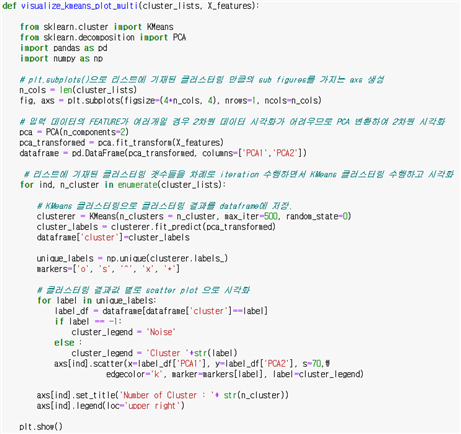 def visualize_kmeans_plot_multi(cluster_lists, X_features):
from sklearn.cluster import KMeans
from sklearn.decomposition import PCA
import pandas as pd
import numpy as np
# plt.subplots()으로 리스트에 기재된 클러스터링 만큼의 sub figures를 가지는 axs 생성
n_cols = len(cluster_lists)
fig, axs = plt.subplots(figsize=(4*n_cols, 4), nrows=1, ncols=n_cols)
# 입력 데이터의 FEATURE가 여러개일 경우 2차원 데이터 시각화가 어려우므로 PCA 변환하여 2차원 시각화
pca = PCA(n_components=2)
pca_transformed = pca.fit_transform(X_features)
dataframe = pd.DataFrame(pca_transformed, columns=['PCA1','PCA2'])
# 리스트에 기재된 클러스터링 갯수들을 차례로 iteration 수행하면서 KMeans 클러스터링 수행하고 시각화
for ind, n_cluster in enumerate(cluster_lists):
# KMeans 클러스터링으로 클러스터링 결과를 dataframe에 저장.
clusterer = KMeans(n_clusters = n_cluster, max_iter=500, random_state=0)
cluster_labels = clusterer.fit_predict(pca_transformed)
dataframe['cluster']=cluster_labels
unique_labels = np.unique(clusterer.labels_)
markers=['o', 's', '^', 'x', '*']
# 클러스터링 결과값 별로 scatter plot 으로 시각화
for label in unique_labels:
label_df = dataframe[dataframe['cluster']==label]
if label == -1:
cluster_legend = 'Noise'
else :
cluster_legend = 'Cluster '+str(label)
axs[ind].scatter(x=label_df['PCA1'], y=label_df['PCA2'], s=70,₩
edgecolor='k', marker=markers[label], label=cluster_legend)
axs[ind].set_title('Number of Cluster : '+ str(n_cluster))
axs[ind].legend(loc='upper right')
plt.show()